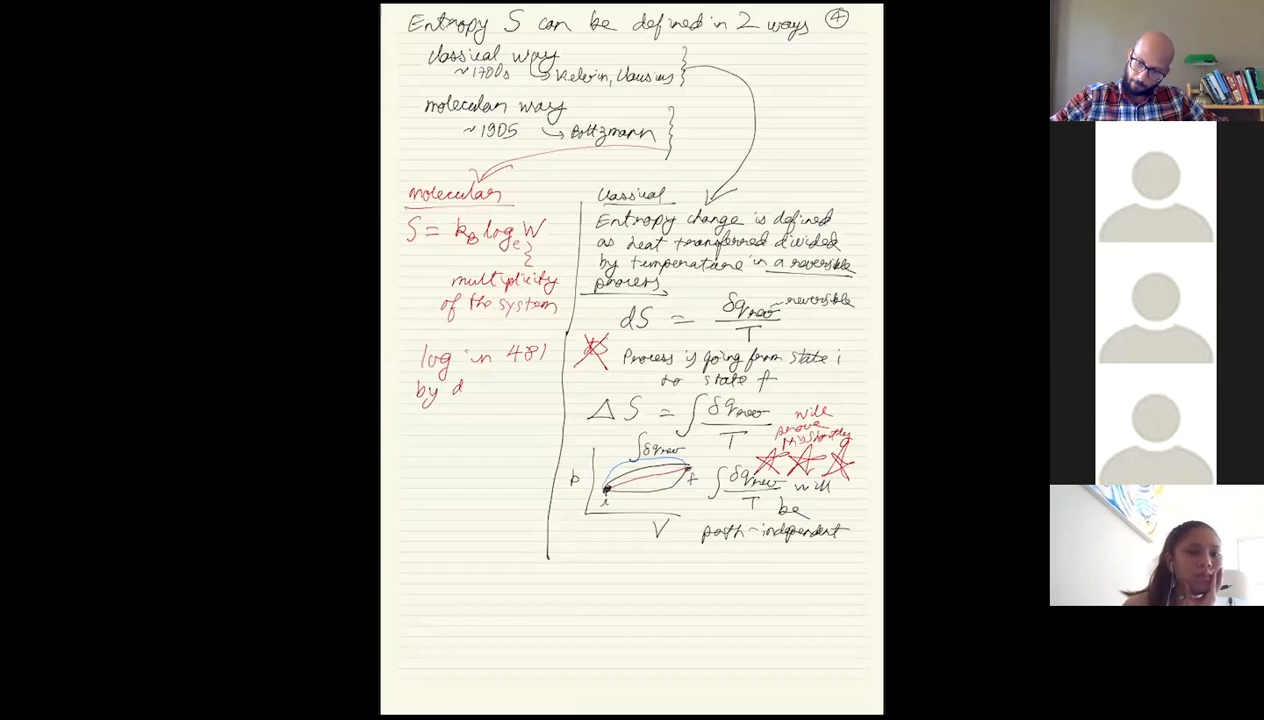 Entropy S can be defined in 2 ways 4
Classical way
~1700s Kelvin, Clausius
molecular way
~1905 Boltzmann
molecular
S = kB loge W
multiplicity
of the system
log in 481
by d
Classical
Entropy change is defined
as heat transferred divided
by temperature in a reversible
process.
dS = δqrev / T reversible
Process is going from state i
to state f
ΔS = ∫ δqrev / T
will
prove
∫δqrev
P
i
f
V
∫ δqrev / T will
be
path-independent